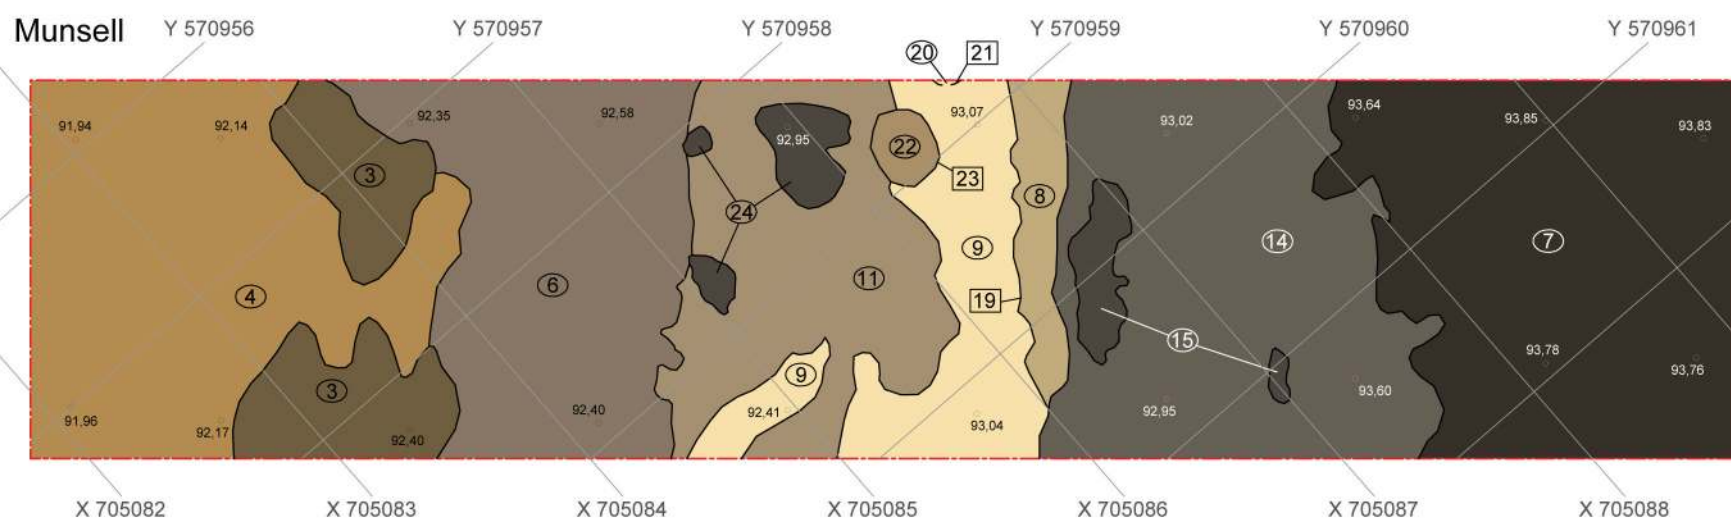 Munsell
Y 570956
Y 570957
Y 570958
Y 570959
Y 570960
Y 570961
20
21
91,94
92,14
92,35
92,58
92,95
93,07
93,02
93,64
93,85
93,83
3
22
23
24
8
4
6
11
9
19
14
7
15
3
9
91,96
92,17
92,40
92,40
92,41
93,04
92,95
93,60
93,78
93,76
X 705082
X 705083
X 705084
X 705085
X 705086
X 705087
X 705088